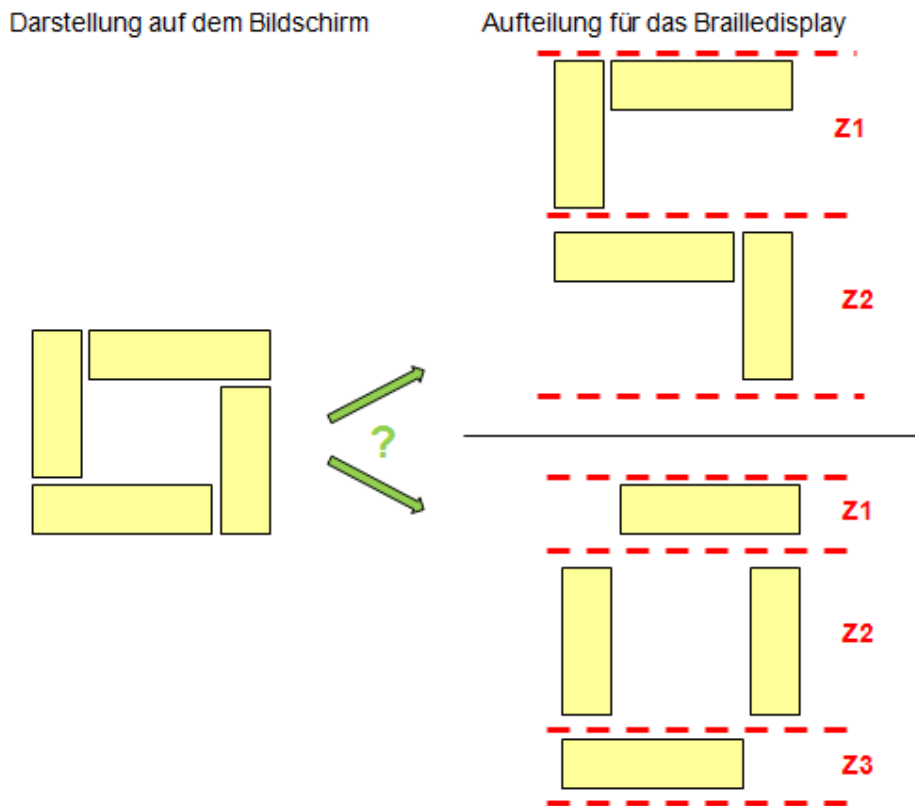 Darstellung auf dem Bildschirm
Aufteilung für das Brailledisplay
Z1
Z2
?
Z1
Z2
Z3